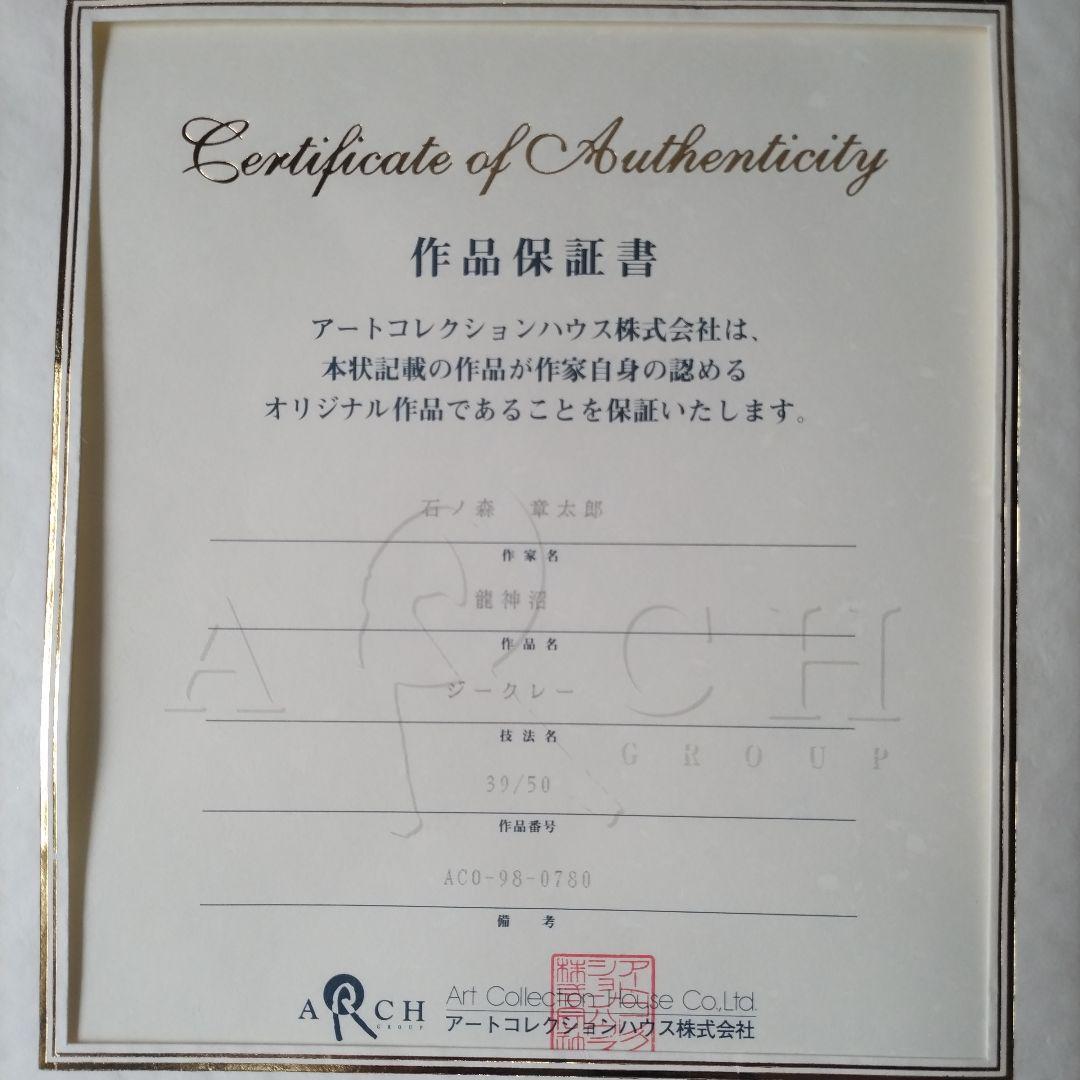 Certificate of Authenticity
作品保証書
アートコレクションハウス株式会社は、
本状記載の作品が作家自身の認める
オリジナル作品であることを保証いたします。
石ノ森 章太郎
作家名
龍神沼
作品名
ジークレー
技法名
39/50
作品番号
ACO-98-0780
備考
A CH
GROUP
ARCH
GROUP
Art Collection House Co.,Ltd.
アートコレクションハウス株式会社